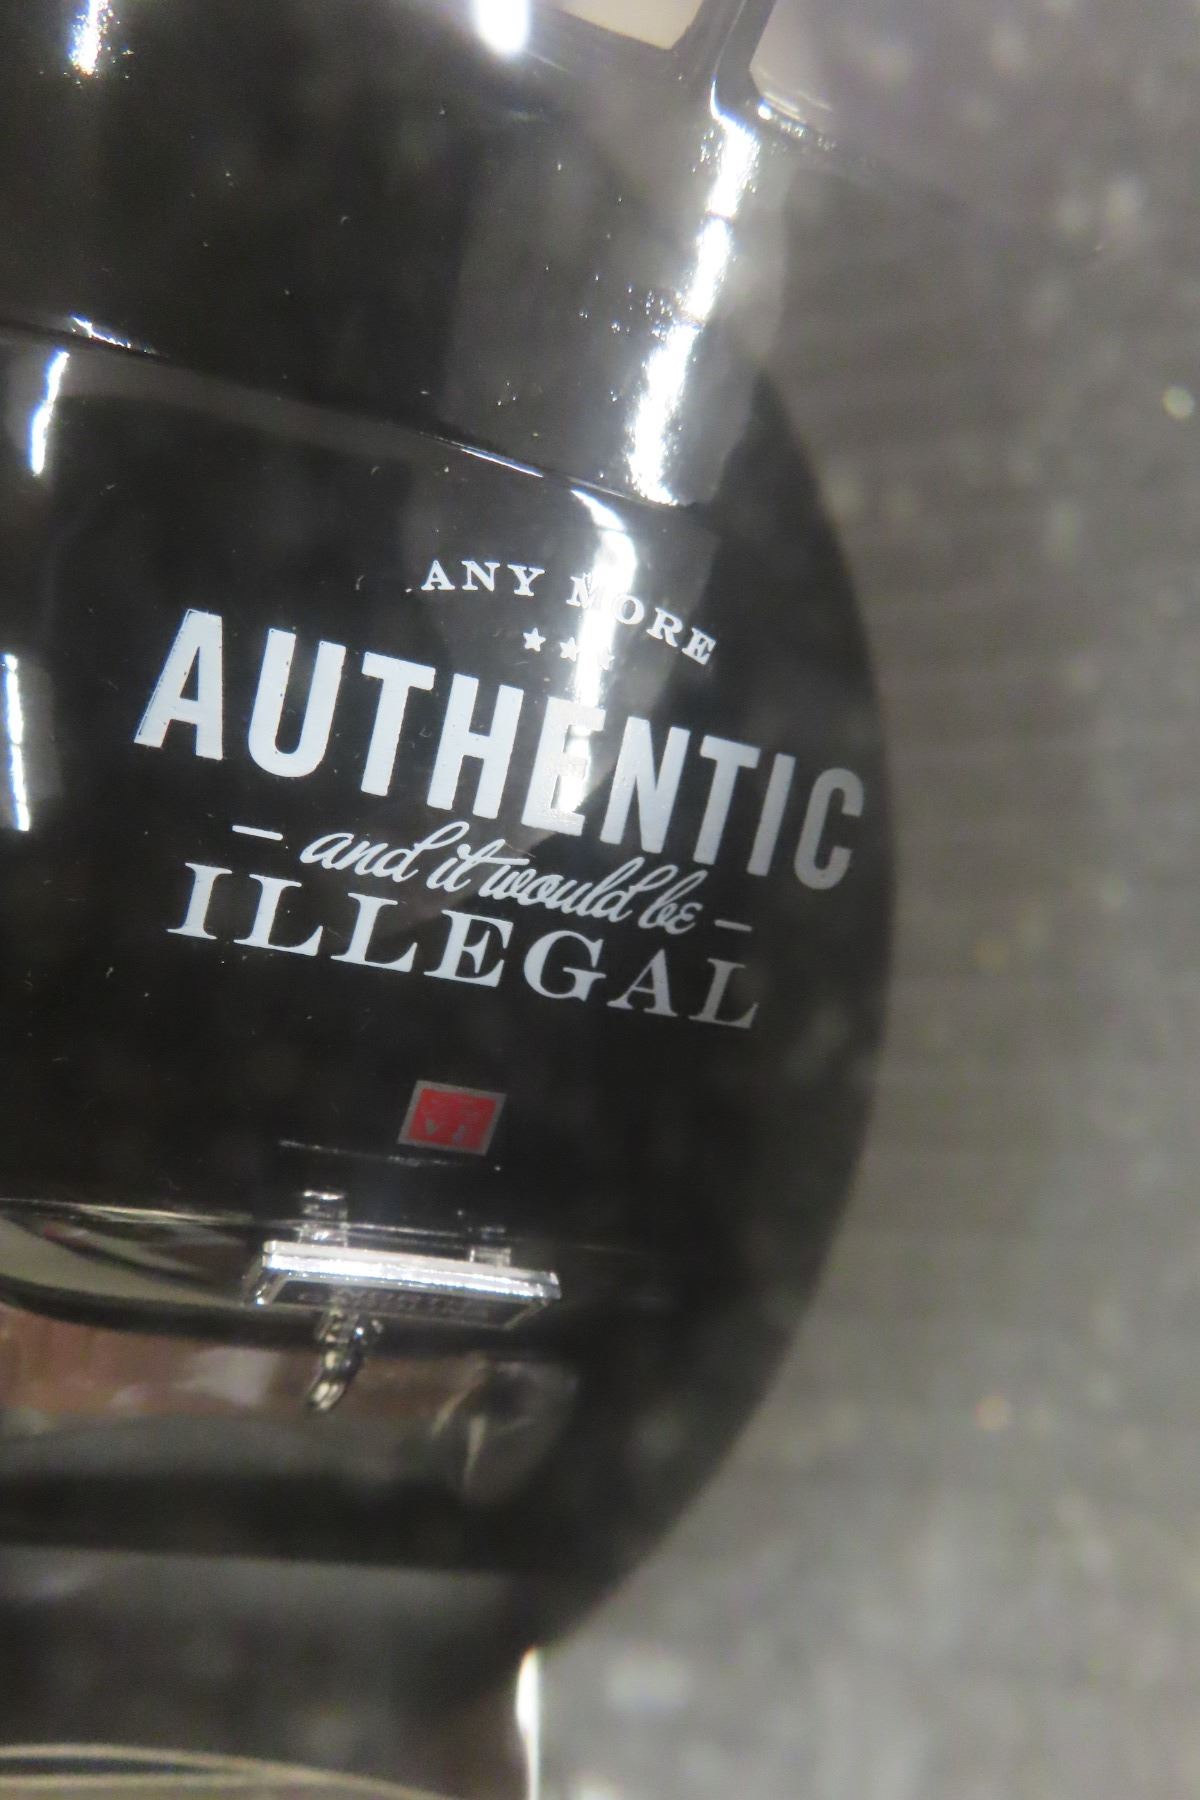 ANY MORE
AUTHENTIC
and it would be
ILLEGAL